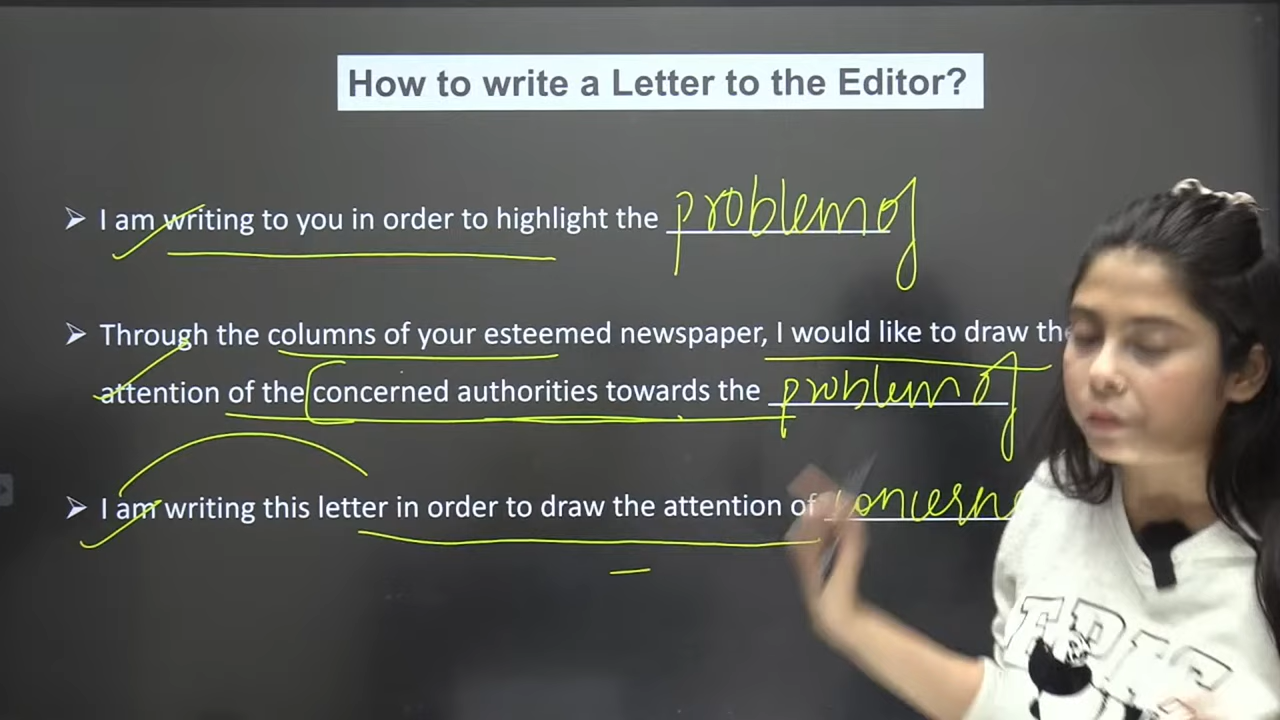 How to write a Letter to the Editor?
➢ I am writing to you in order to highlight the problem of
➢ Through the columns of your esteemed newspaper, I would like to draw the
attention of the concerned authorities towards the problem of
➢ I am writing this letter in order to draw the attention of